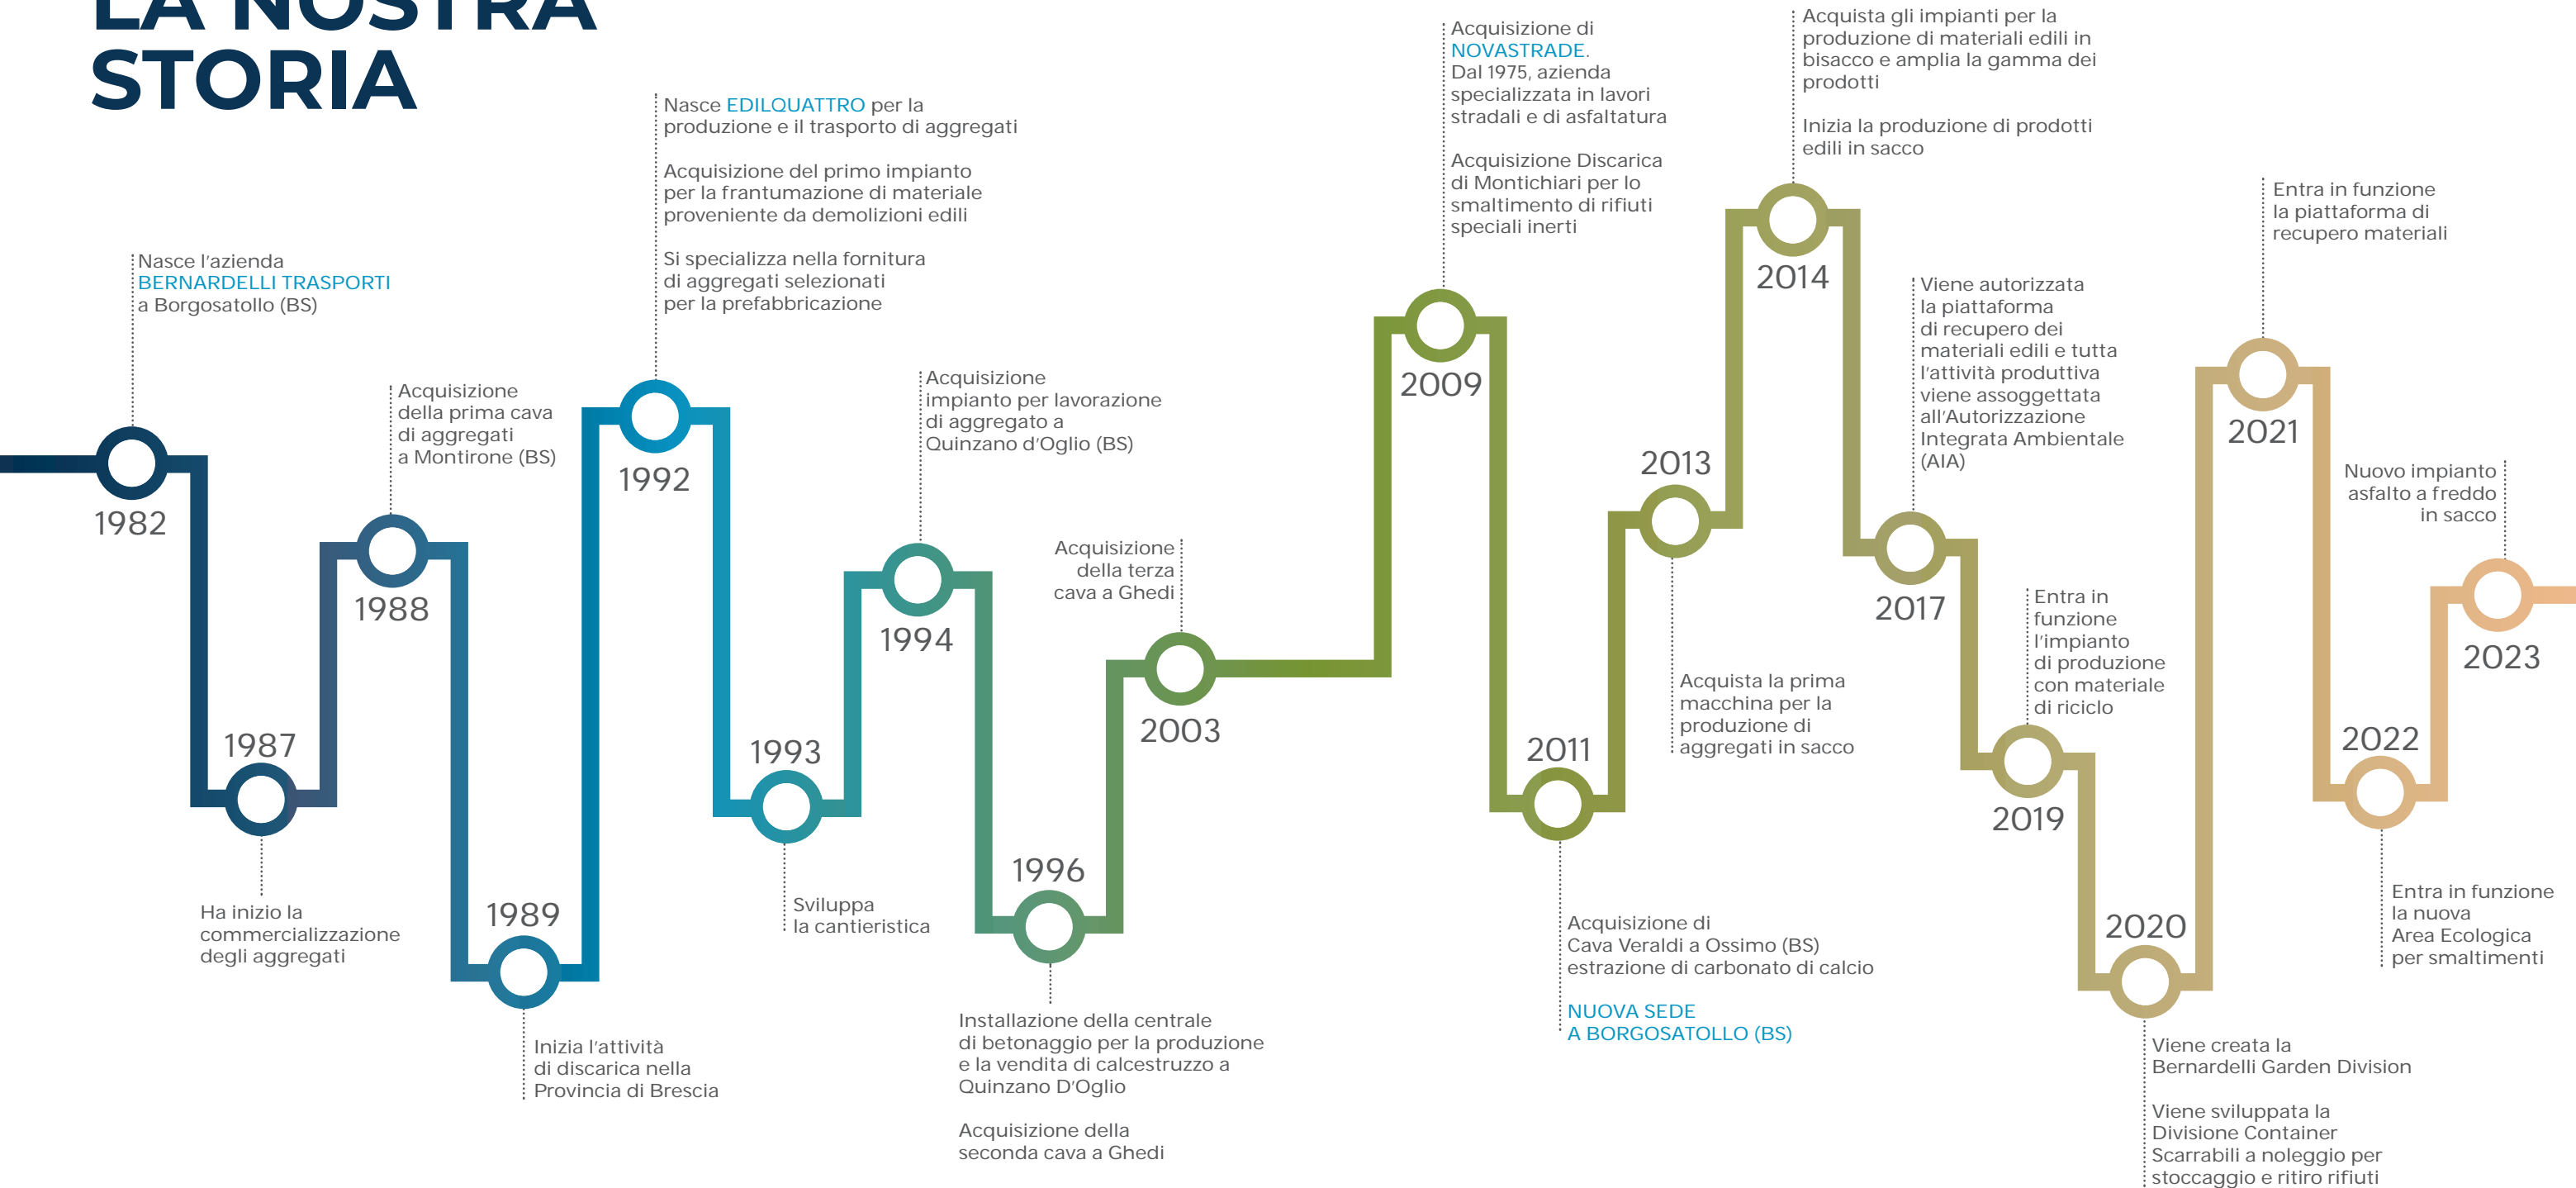 LA NOSTRA
STORIA
Nasce l'azienda
BERNARDELLI TRASPORTI
a Borgosatollo (BS)
1982
1987
Ha inizio la
commercializzazione
degli aggregati
Acquisizione
della prima cava
di aggregati
a Montirone (BS)
1988
1989
Inizia l'attività
di discarica nella
Provincia di Brescia
Nasce EDILQUATTRO per la
produzione e il trasporto di aggregati
Acquisizione del primo impianto
per la frantumazione di materiale
proveniente da demolizioni edili
Si specializza nella fornitura
di aggregati selezionati
per la prefabbricazione
1992
1993
Sviluppa
la cantieristica
Acquisizione
impianto per lavorazione
di aggregato a
Quinzano d'Oglio (BS)
1994
1996
Installazione della centrale
di betonaggio per la produzione
e la vendita di calcestruzzo a
Quinzano D'Oglio
Acquisizione della
seconda cava a Ghedi
Acquisizione
della terza
cava a Ghedi
2003
Acquisizione di
NOVASTRADE.
Dal 1975, azienda
specializzata in lavori
stradali e di asfaltatura
Acquisizione Discarica
di Montichiari per lo
smaltimento di rifiuti
speciali inerti
2009
2011
Acquisizione di
Cava Veraldi a Ossimo (BS)
estrazione di carbonato di calcio
NUOVA SEDE
A BORGOSATOLLO (BS)
2013
Acquista la prima
macchina per la
produzione di
aggregati in sacco
Acquista gli impianti per la
produzione di materiali edili in
bisacco e amplia la gamma dei
prodotti
Inizia la produzione di prodotti
edili in sacco
2014
Viene autorizzata
la piattaforma
di recupero dei
materiali edili e tutta
l'attività produttiva
viene assoggettata
all'Autorizzazione
Integrata Ambientale
(AIA)
2017
Entra in
funzione
l'impianto
di produzione
con materiale
di riciclo
2019
2020
Viene creata la
Bernardelli Garden Division
Viene sviluppata la
Divisione Container
Scarrabili a noleggio per
stoccaggio e ritiro rifiuti
Entra in funzione
la piattaforma di
recupero materiali
2021
2022
Entra in funzione
la nuova
Area Ecologica
per smaltimenti
Nuovo impianto
asfalto a freddo
in sacco
2023